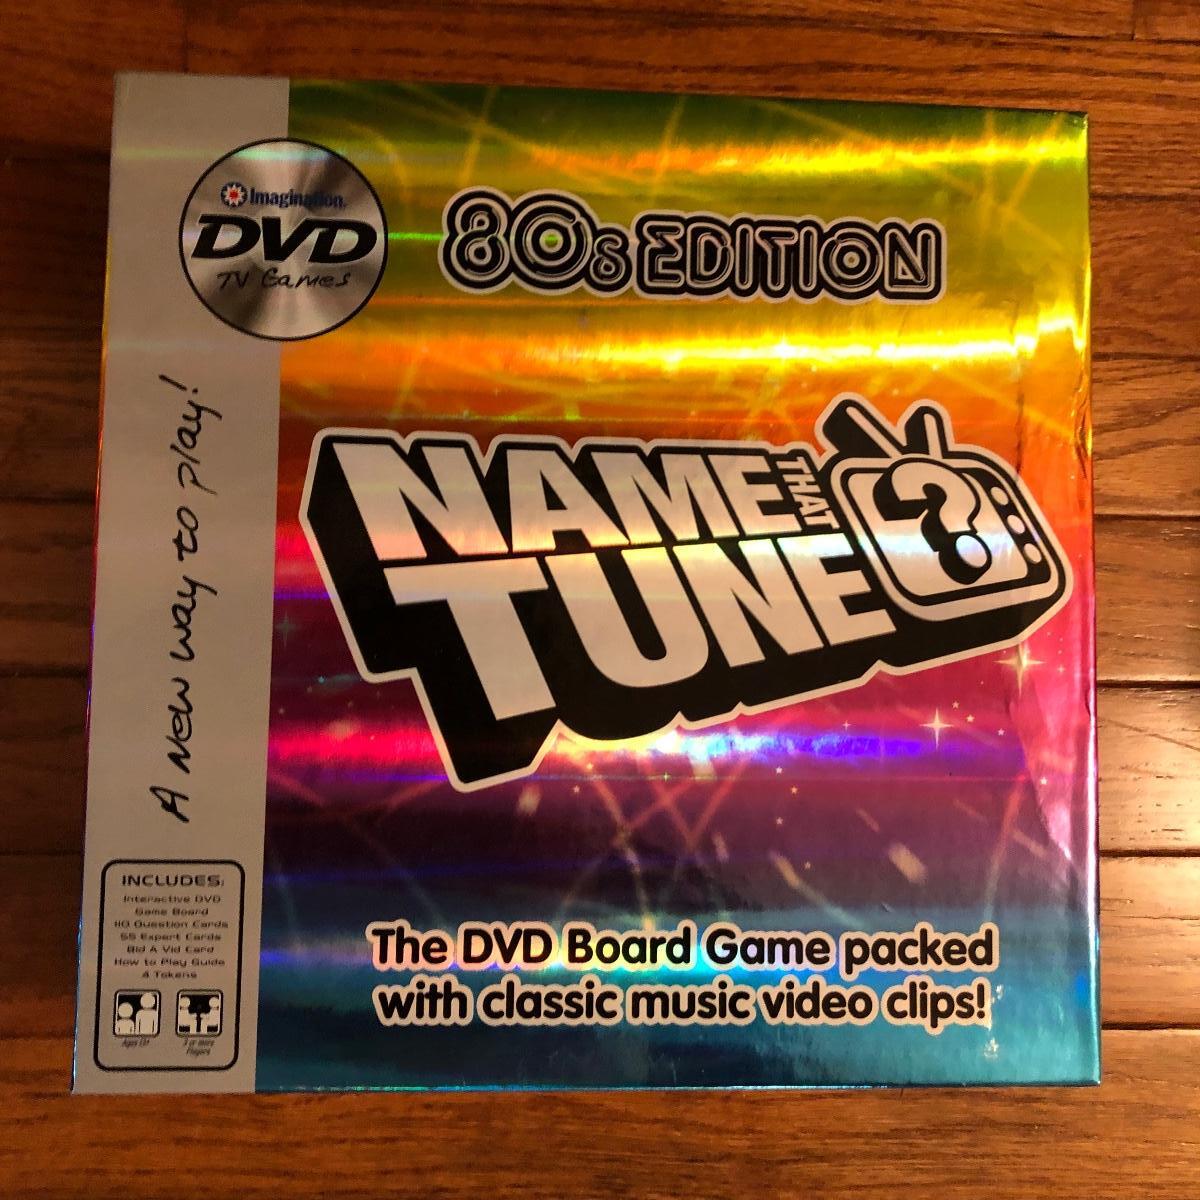 Imagination
DVD
TV Games
80s EDITION
A New way to play!
NAME
THAT
TUNE
?
INCLUDES:
Interactive DVD
Game Board
110 Question Cards
55 Expert Cards
Bid A Vid Card
How to Play Guide
4 Tokens
The DVD Board Game packed
with classic music video clips!